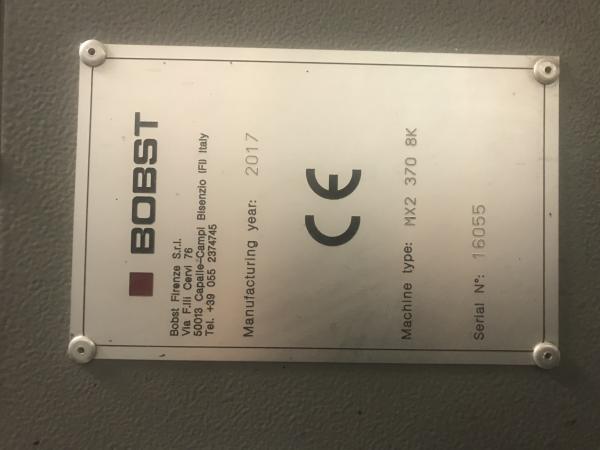 BOBST
Bobst Firenze S.r.l.
Via F.lli Cervi 76
50013 Capalle-Campi Bisenzio (FI) Italy
Tel. +39 055 2374745
Manufacturing year: 2017
CE
Machine type: MX2 370 8K
Serial N°: 16055